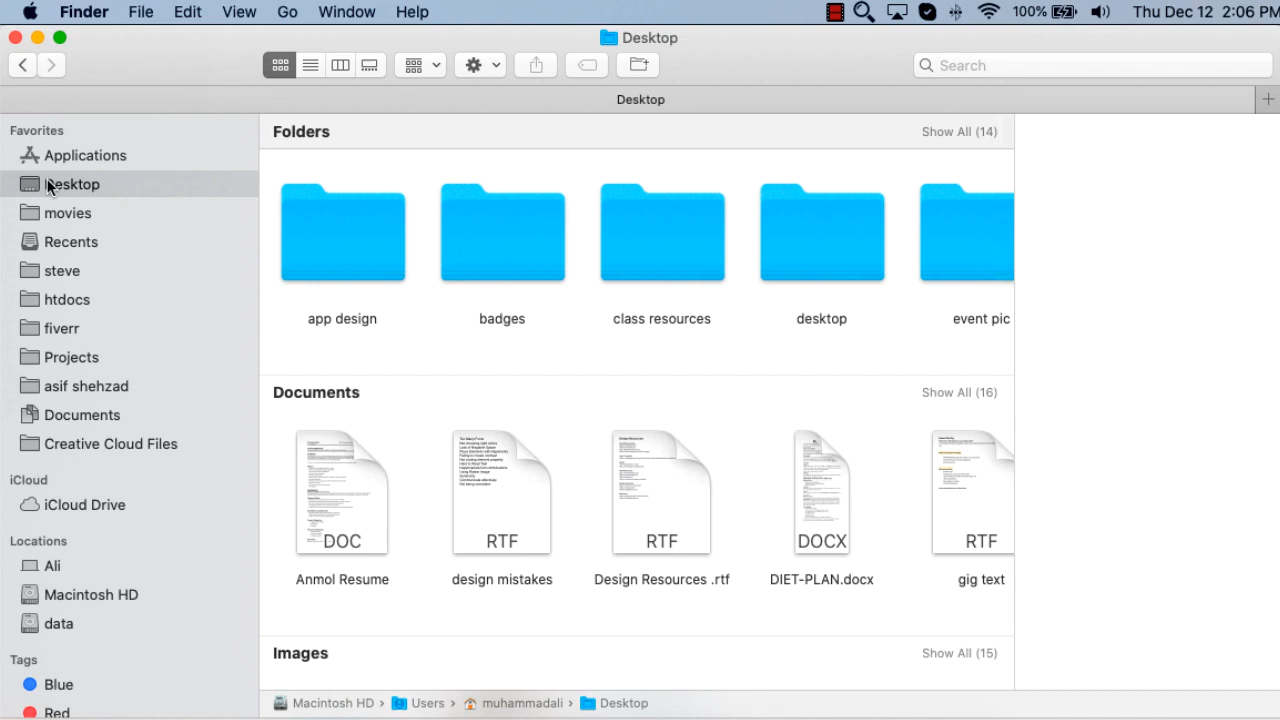 Finder File Edit View Go Window Help 100% Thu Dec 12 2:06 PM
Desktop
Search
Desktop
Favorites
Applications
Desktop
movies
Recents
steve
htdocs
fiverr
Projects
asif shehzad
Documents
Creative Cloud Files
iCloud
iCloud Drive
Locations
Ali
Macintosh HD
data
Tags
Blue
Red
Folders Show All (14)
app design badges class resources desktop event pic
Documents Show All (16)
DOC RTF RTF DOCX RTF
Anmol Resume design mistakes Design Resources .rtf DIET-PLAN.docx gig text
Images Show All (15)
Macintosh HD › Users › muhammadali › Desktop